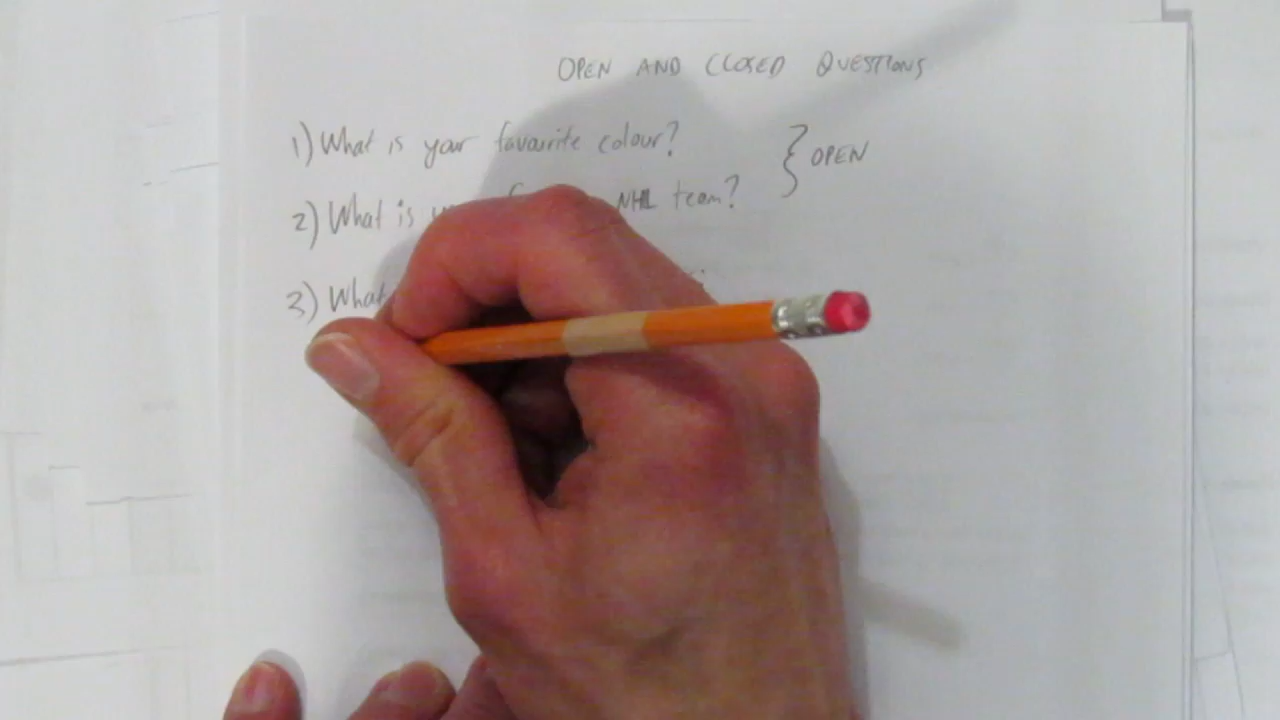 OPEN AND CLOSED QUESTIONS
1) What is your favourite colour? } OPEN
2) What is NHL team?
3) What